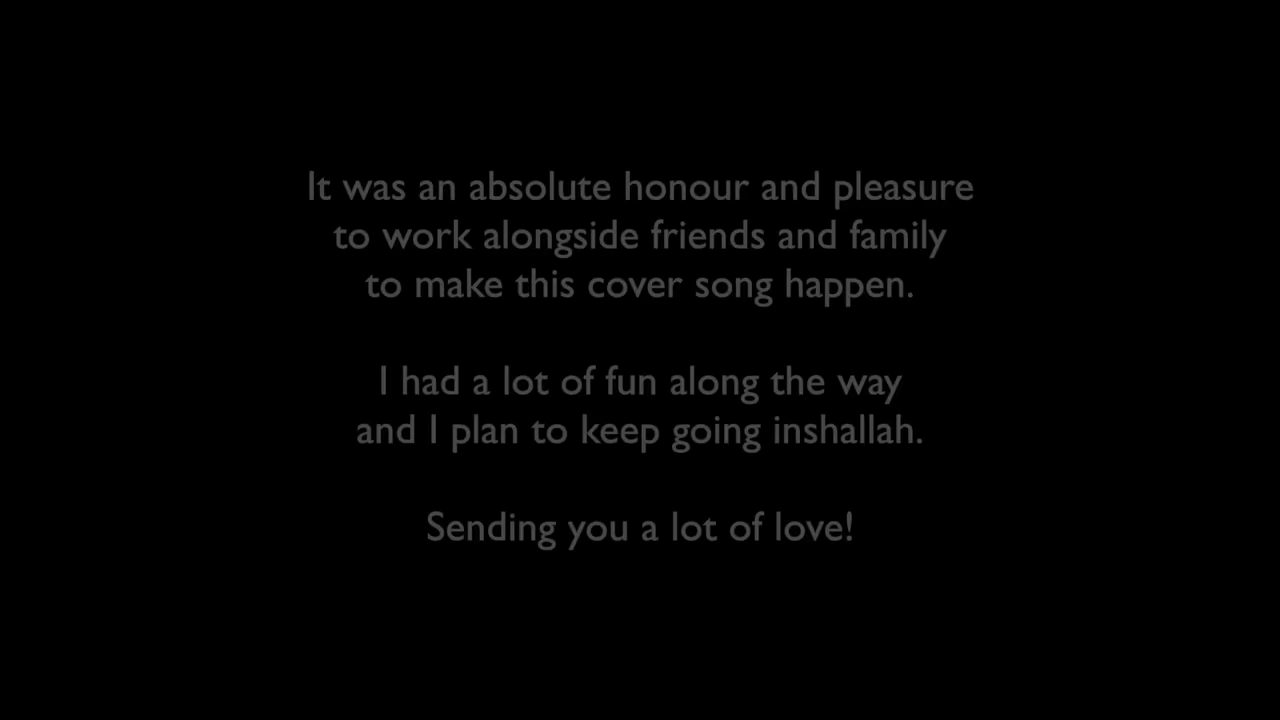 It was an absolute honour and pleasure
to work alongside friends and family
to make this cover song happen.
I had a lot of fun along the way
and I plan to keep going inshallah.
Sending you a lot of love!